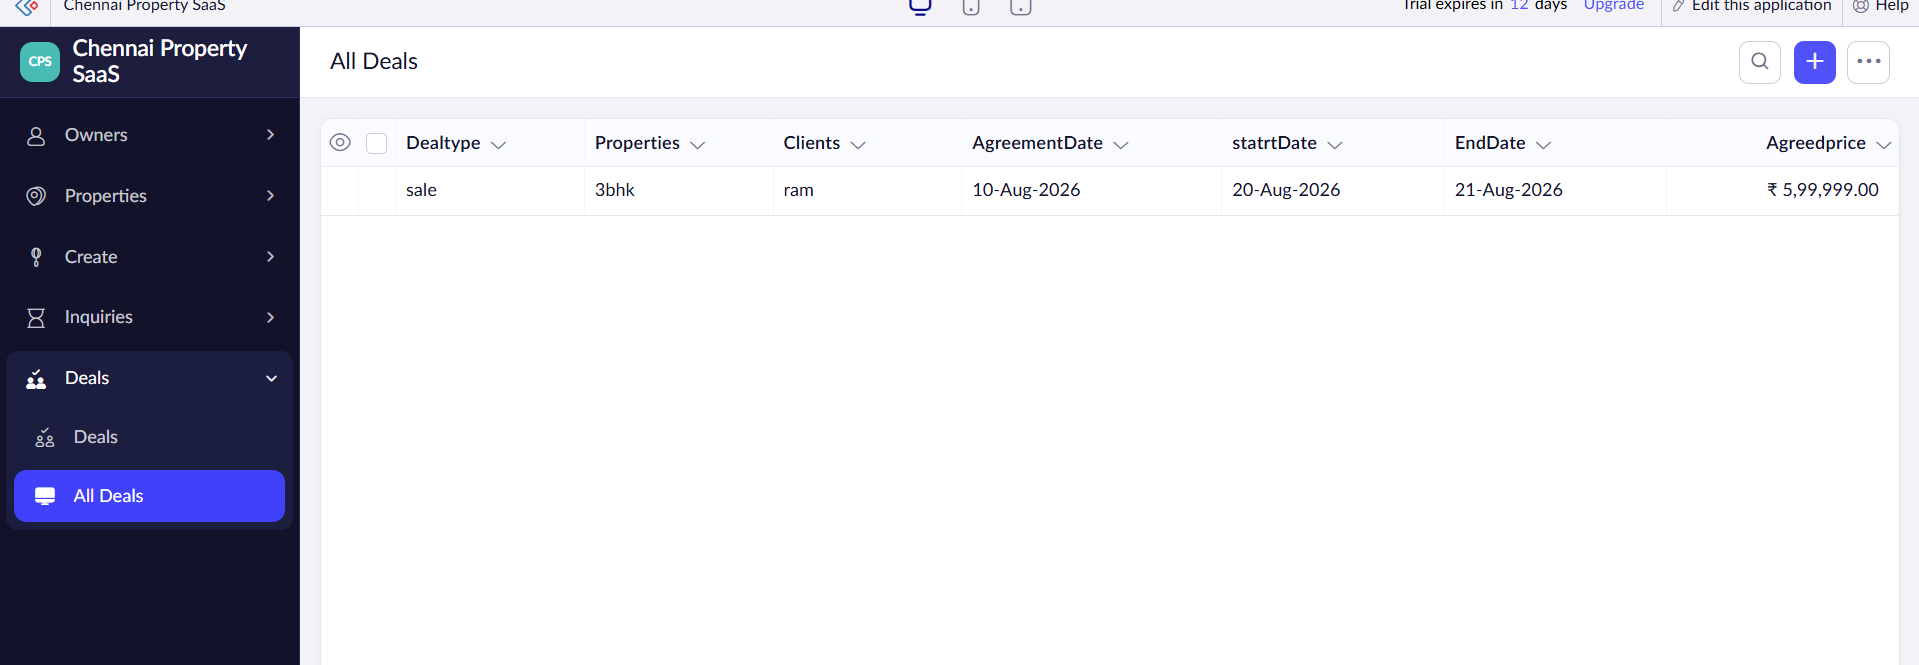 Chennai Property SaaS
Trial expires in 12 days Upgrade
Edit this application
Help
CPS
Chennai Property
SaaS
Owners
Properties
Create
Inquiries
Deals
Deals
All Deals
All Deals
Dealtype Properties Clients AgreementDate statrtDate EndDate Agreedprice
sale 3bhk ram 10-Aug-2026 20-Aug-2026 21-Aug-2026 ₹ 5,99,999.00